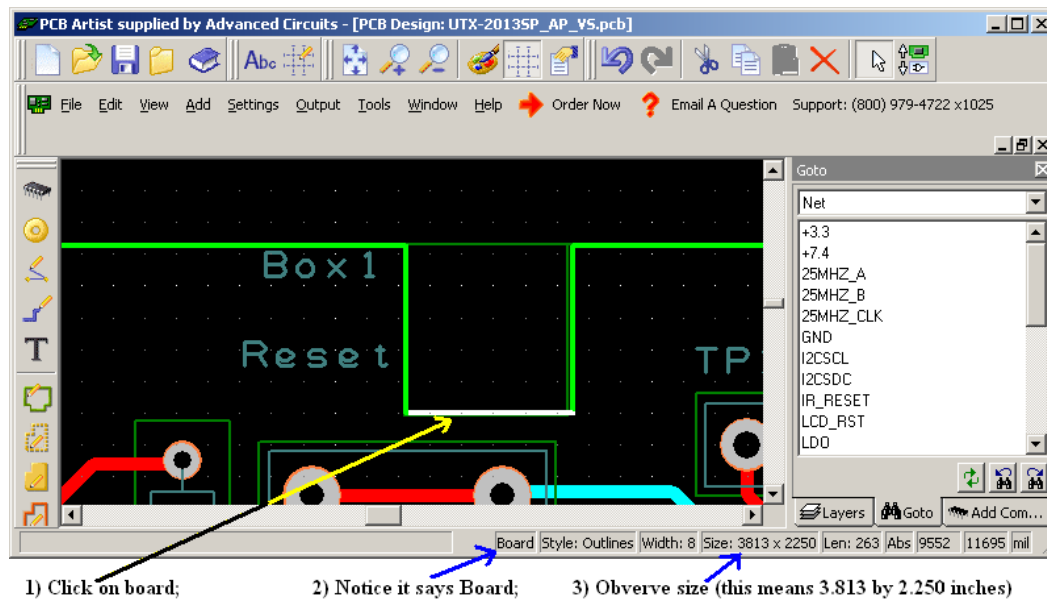 PCB Artist supplied by Advanced Circuits - [PCB Design: UTX-2013SP_AP_VS.pcb]
Abc
File Edit View Add Settings Output Tools Window Help Order Now ? Email A Question Support: (800) 979-4722 x1025
Goto
Net
+3.3
+7.4
25MHZ_A
25MHZ_B
25MHZ_CLK
GND
I2CSCL
I2CSDC
IR_RESET
LCD_RST
LDO
Box1
Reset
TP
T
Layers Goto Add Com...
Board Style: Outlines Width: 8 Size: 3813 x 2250 Len: 263 Abs 9552 11695 mil
1) Click on board; 2) Notice it says Board; 3) Obverve size (this means 3.813 by 2.250 inches)